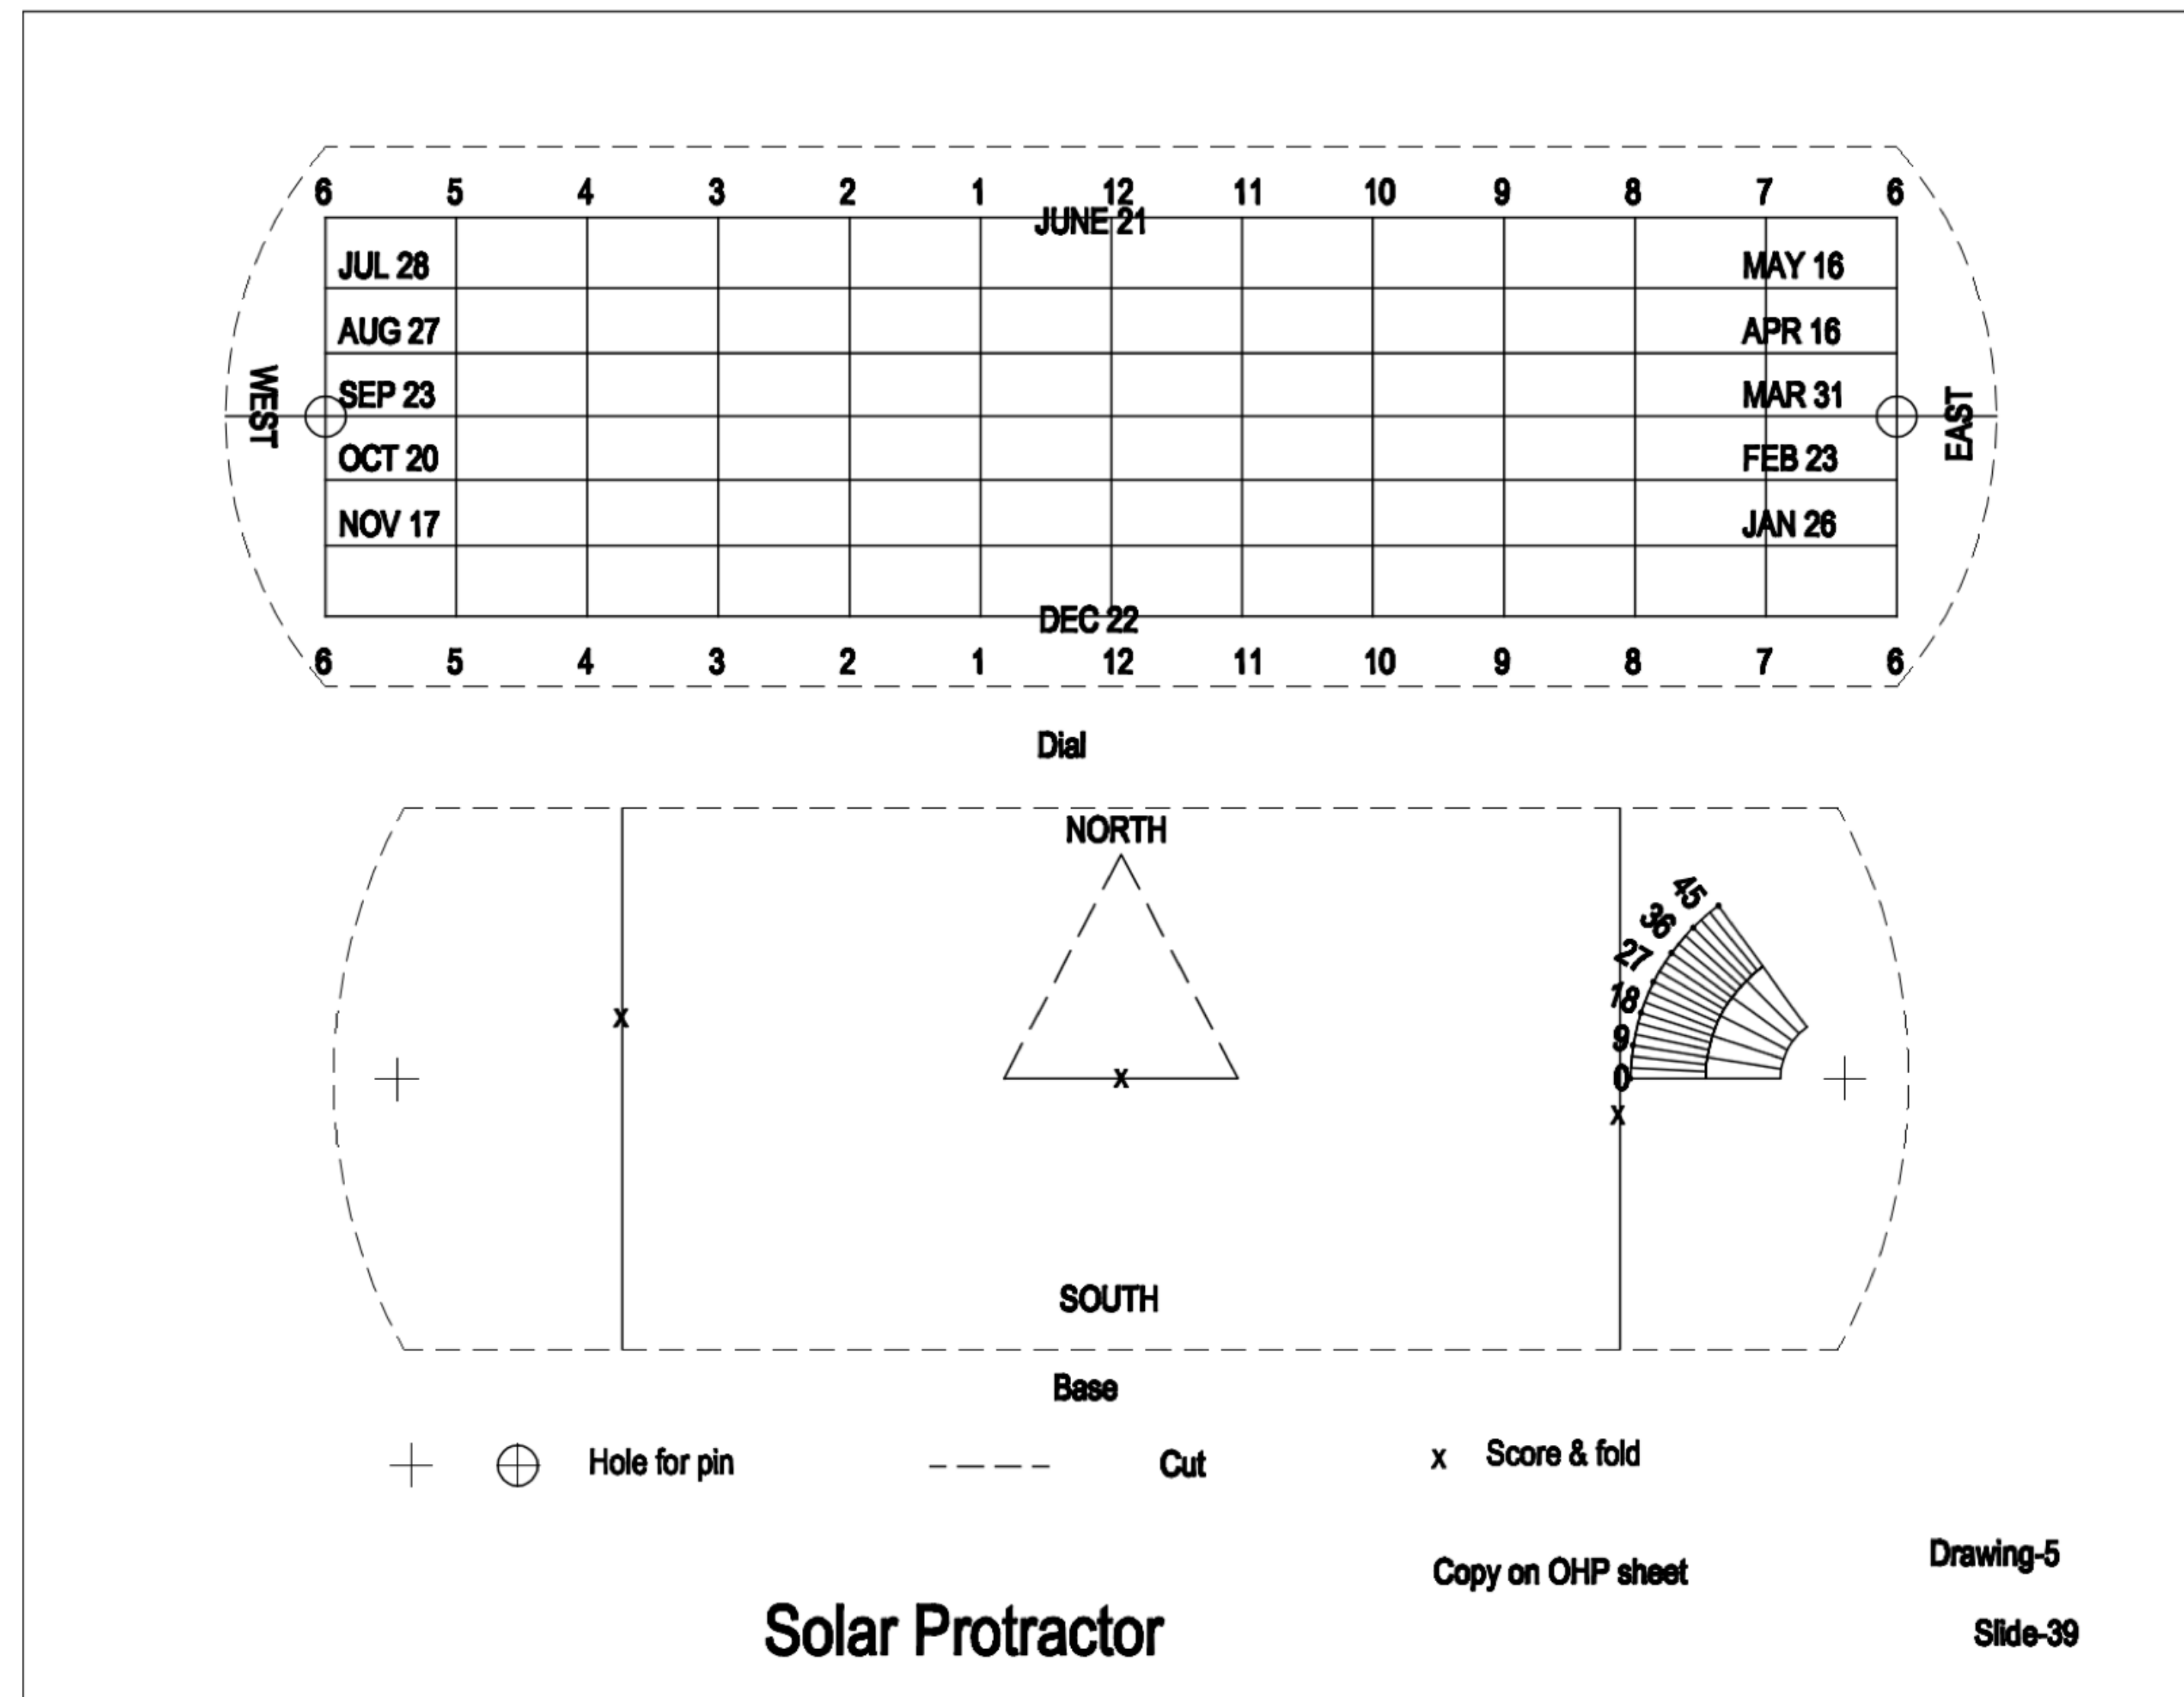 6 5 4 3 2 1 12 11 10 9 8 7 6
JUNE 21
JUL 28 MAY 16
AUG 27 APR 16
SEP 23 MAR 31
WEST EAST
OCT 20 FEB 23
NOV 17 JAN 26
DEC 22
6 5 4 3 2 1 12 11 10 9 8 7 6
Dial
NORTH
45
36
27
18
9
0
x
x
x
SOUTH
Base
Hole for pin Cut x Score & fold
Drawing-5
Copy on OHP sheet
Solar Protractor
Slide-39